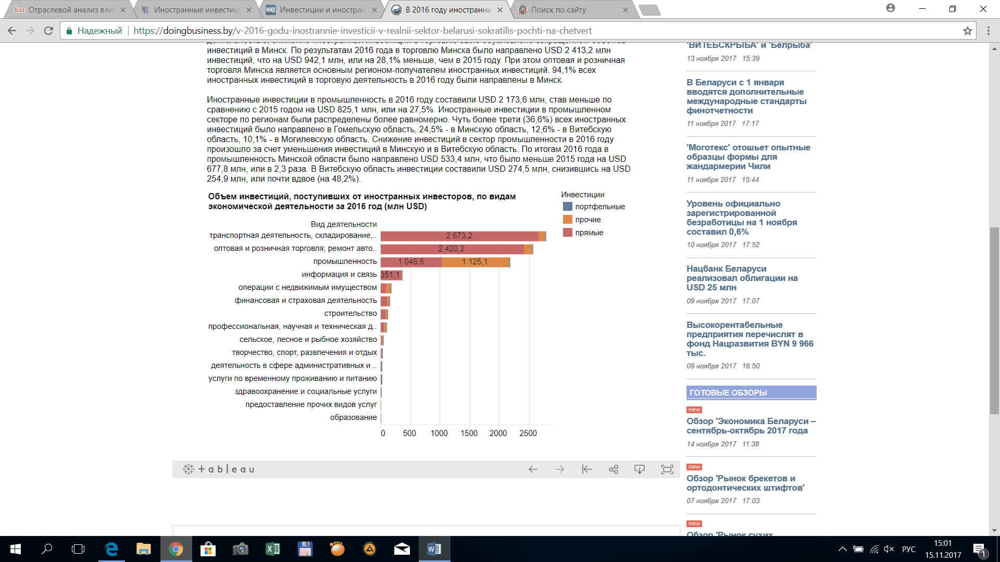 biss Отраслевой анализ вли
ЧК Иностранные инвестиц
МИД Инвестиции и иностран
В 2016 году иностранны
Поиск по сайту
Надежный https://doingbusiness.by/v-2016-godu-inostrannie-investicii-v-realnii-sektor-belarusi-sokratilis-pochti-na-chetvert
инвестиций в Минск. По результатам 2016 года в торговлю Минска было направлено USD 2 413,2 млн
инвестиций, что на USD 942,1 млн, или на 28,1% меньше, чем в 2015 году. При этом оптовая и розничная
торговля Минска является основным регионом-получателем иностранных инвестиций. 94,1% всех
иностранных инвестиций в торговую деятельность в 2016 году были направлены в Минск.
Иностранные инвестиции в промышленность в 2016 году составили USD 2 173,6 млн, став меньше по
сравнению с 2015 годом на USD 825,1 млн, или на 27,5%. Иностранные инвестиции в промышленном
секторе по регионам были распределены более равномерно. Чуть более трети (36,6%) всех иностранных
инвестиций было направлено в Гомельскую область, 24,5% - в Минскую область, 12,6% - в Витебскую
область, 10,1% - в Могилевскую область. Снижение инвестиций в сектор промышленности в 2016 году
произошло за счет уменьшения инвестиций в Минскую и в Витебскую область. По итогам 2016 года в
промышленность Минской области было направлено USD 533,4 млн, что было меньше 2015 года на USD
677,8 млн, или в 2,3 раза. В Витебскую область инвестиции составили USD 274,5 млн, снизившись на USD
254,9 млн, или почти вдвое (на 48,2%).
Объем инвестиций, поступивших от иностранных инвесторов, по видам
экономической деятельности за 2016 год (млн USD)
Инвестиции
портфельные
прочие
прямые
Вид деятельности
транспортная деятельность, складирование,.. 2 673,2
оптовая и розничная торговля; ремонт авто.. 2 420,2
промышленность 1 048,5 1 125,1
информация и связь 351,1
операции с недвижимым имуществом
финансовая и страховая деятельность
строительство
профессиональная, научная и техническая д..
сельское, лесное и рыбное хозяйство
творчество, спорт, развлечения и отдых
деятельность в сфере административных и ..
услуги по временному проживанию и питанию
здравоохранение и социальные услуги
предоставление прочих видов услуг
образование
0 500 1000 1500 2000 2500
+ableau
'ВИТЕБСКРЫБА' и 'Белрыба'
13 ноября 2017 15:39
В Беларуси с 1 января
вводятся дополнительные
международные стандарты
финотчетности
11 ноября 2017 17:17
'Моготекс' отошьет опытные
образцы формы для
жандармерии Чили
11 ноября 2017 15:44
Уровень официально
зарегистрированной
безработицы на 1 ноября
составил 0,6%
10 ноября 2017 17:52
Нацбанк Беларуси
реализовал облигации на
USD 25 млн
09 ноября 2017 17:07
Высокорентабельные
предприятия перечислят в
фонд Нацразвития BYN 9 966
тыс.
09 ноября 2017 16:50
ГОТОВЫЕ ОБЗОРЫ
new
Обзор 'Экономика Беларуси –
сентябрь-октябрь 2017 года
14 ноября 2017 11:38
new
Обзор 'Рынок брекетов и
ортодонтических штифтов'
07 ноября 2017 17:03
new
Обзор 'Рынок сухих
РУС
15:01
15.11.2017
1